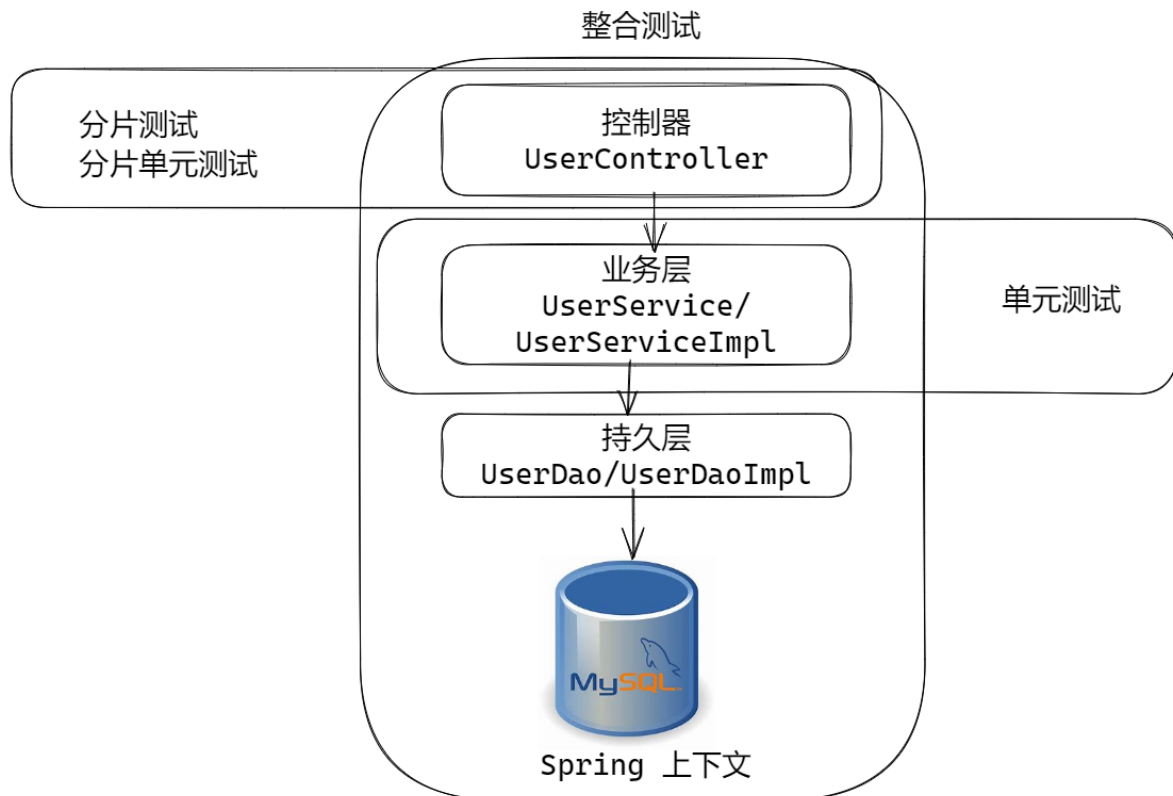 整合测试
分片测试
分片单元测试
控制器
UserController
业务层
UserService/
UserServiceImpl
单元测试
持久层
UserDao/UserDaoImpl
MySQL
Spring 上下文